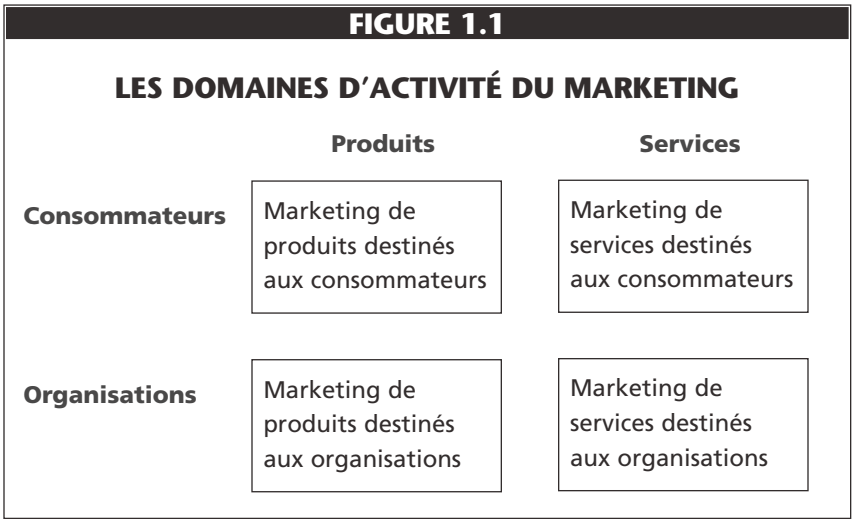 FIGURE 1.1
LES DOMAINES D'ACTIVITÉ DU MARKETING
Produits
Services
Consommateurs
Marketing de
produits destinés
aux consommateurs
Marketing de
services destinés
aux consommateurs
Organisations
Marketing de
produits destinés
aux organisations
Marketing de
services destinés
aux organisations